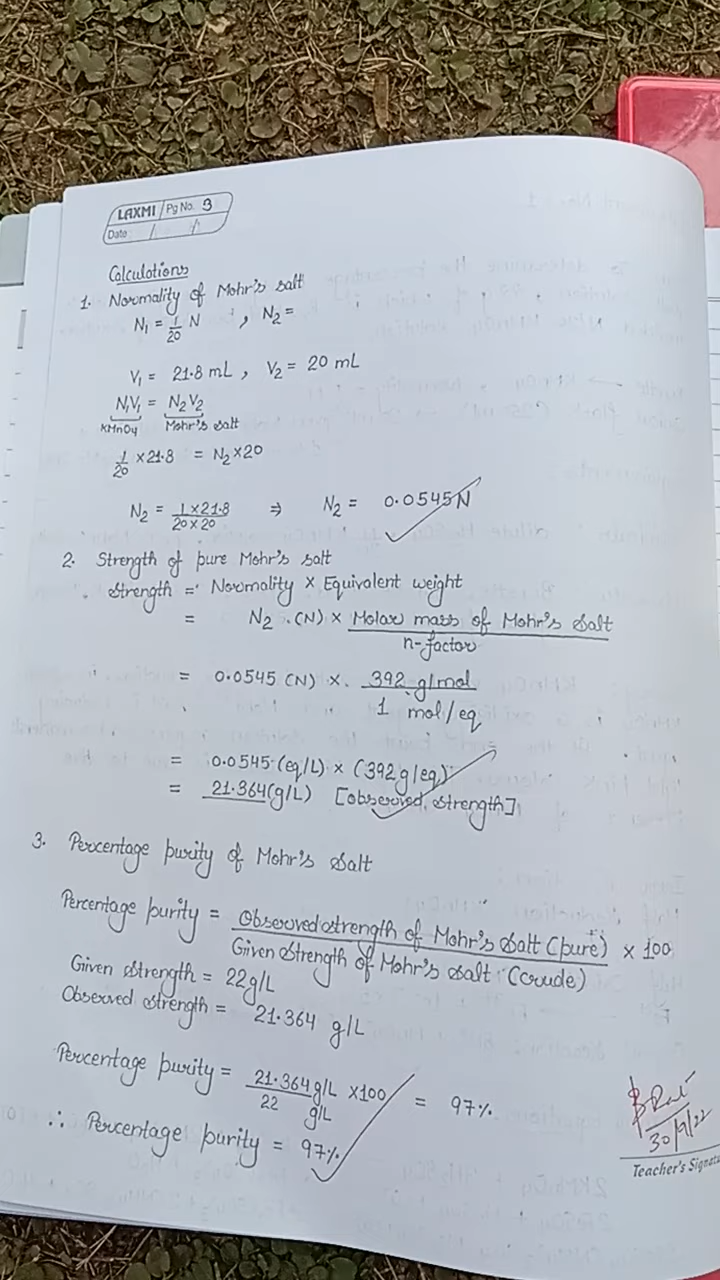 LAXMI Pg No. 9
Date / /
Calculations
1. Normality of Mohr's salt
N₁ = 1/20 N , N₂ =
V₁ = 21.8 mL , V₂ = 20 mL
N₁V₁ = N₂V₂
KMnO₄ Mohr's salt
1/20 × 21.8 = N₂ × 20
N₂ = 1×21.8/20×20 ⇒ N₂ = 0.0545 N
2. Strength of pure Mohr's salt
Strength = Normality × Equivalent weight
= N₂ (N) × Molar mass of Mohr's Salt/n-factor
= 0.0545 (N) × 392 g/mol/1 mol/eq
= 0.0545 (eq/L) × (392 g/eq)
= 21.364 (g/L) [observed strength]
3. Percentage purity of Mohr's Salt
Percentage purity = Observed strength of Mohr's Salt (pure)/Given Strength of Mohr's Salt (crude) × 100
Given Strength = 22 g/L
Observed strength = 21.364 g/L
Percentage purity = 21.364 g/L/22 g/L × 100 = 97%
∴ Percentage purity = 97%
30/9/22
Teacher's